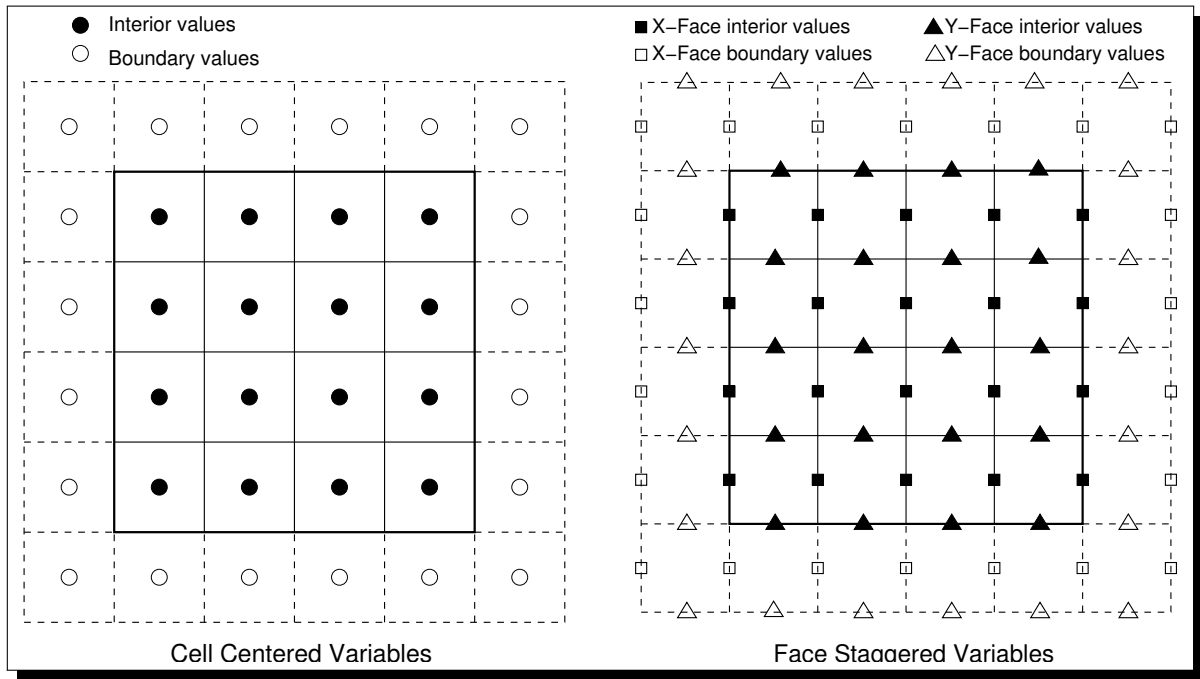 Interior values
Boundary values
X–Face interior values
Y–Face interior values
X–Face boundary values
Y–Face boundary values
Cell Centered Variables
Face Staggered Variables